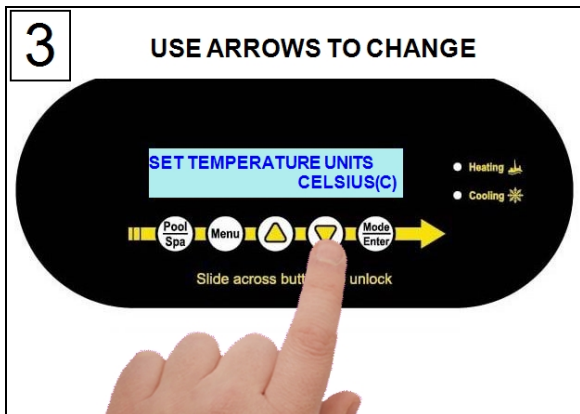 3
USE ARROWS TO CHANGE
SET TEMPERATURE UNITS
CELSIUS(C)
Heating
Cooling
Pool
Spa
Menu
Mode
Enter
Slide across but unlock